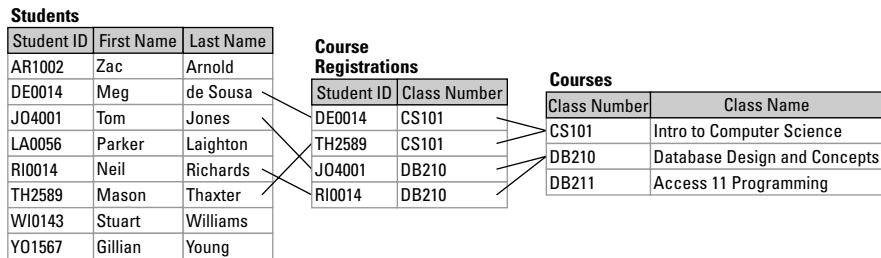 Students
Student ID First Name Last Name
AR1002 Zac Arnold
DE0014 Meg de Sousa
JO4001 Tom Jones
LA0056 Parker Laighton
RI0014 Neil Richards
TH2589 Mason Thaxter
WI0143 Stuart Williams
YO1567 Gillian Young
Course
Registrations
Student ID Class Number
DE0014 CS101
TH2589 CS101
JO4001 DB210
RI0014 DB210
Courses
Class Number Class Name
CS101 Intro to Computer Science
DB210 Database Design and Concepts
DB211 Access 11 Programming